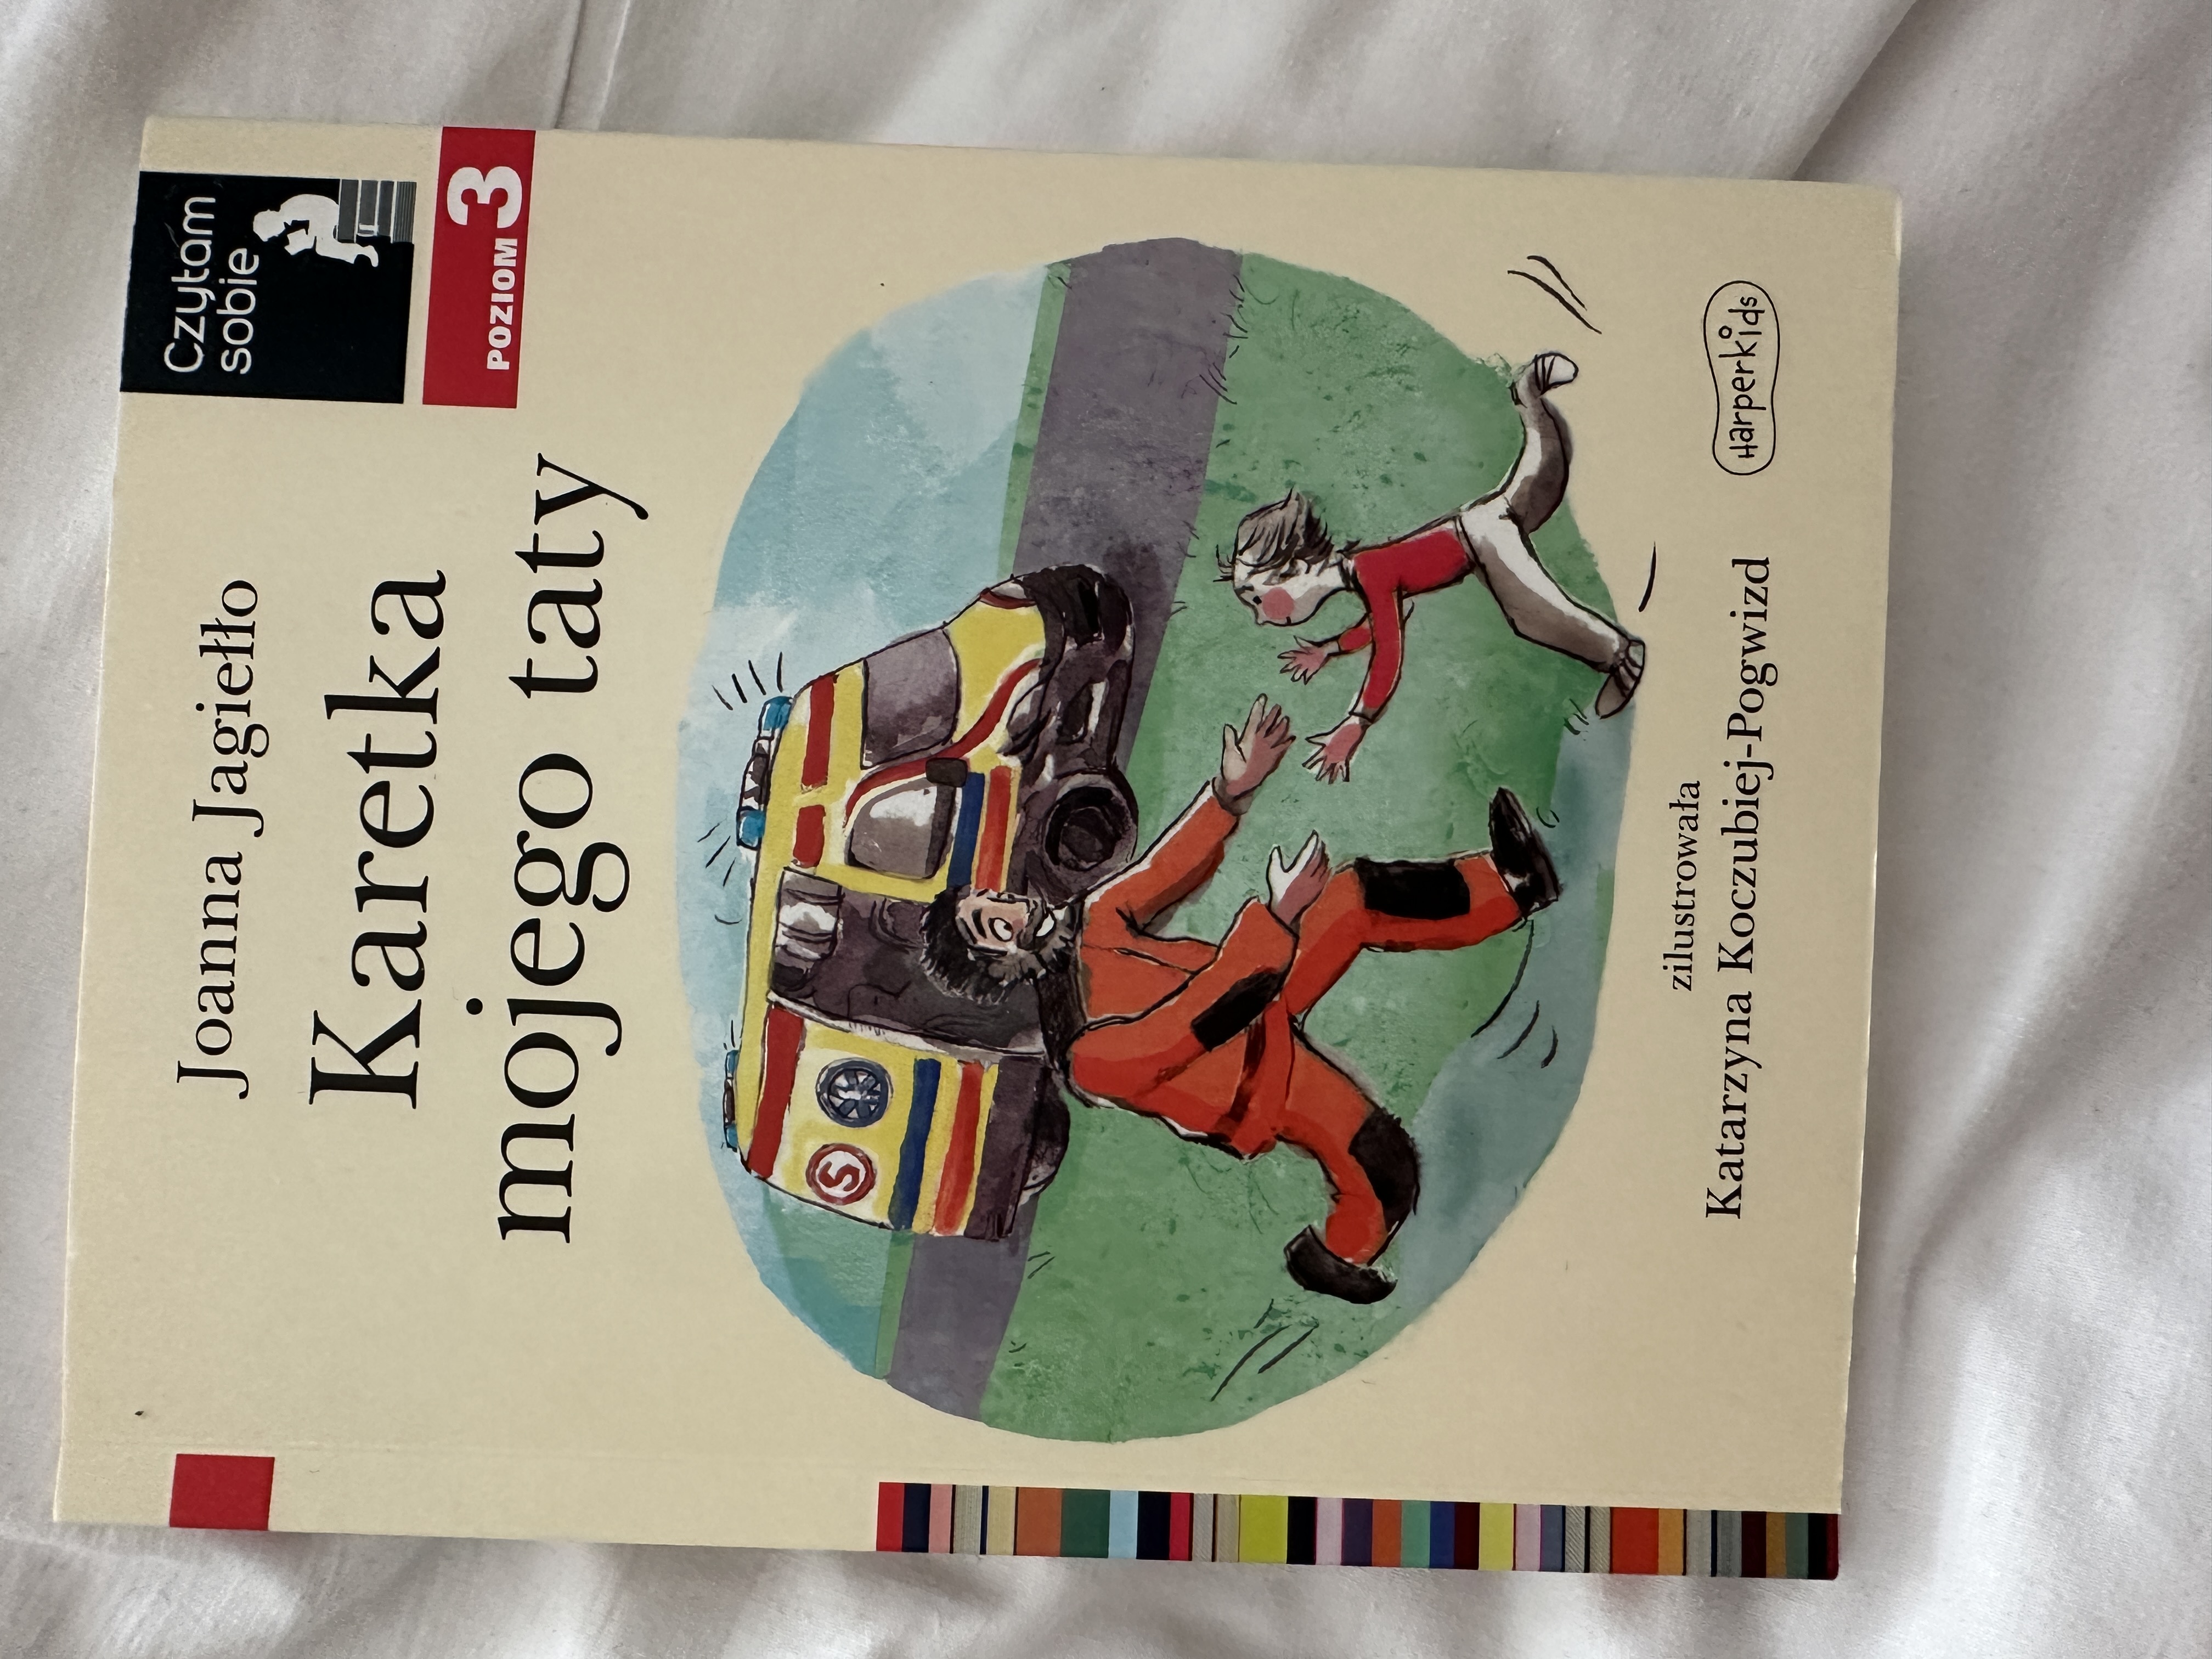 Czytam
sobie
POZIOM 3
Joanna Jagiełło
Karetka
mojego taty
S
zilustrowała
Katarzyna Koczubiej-Pogwizd
Harperkids